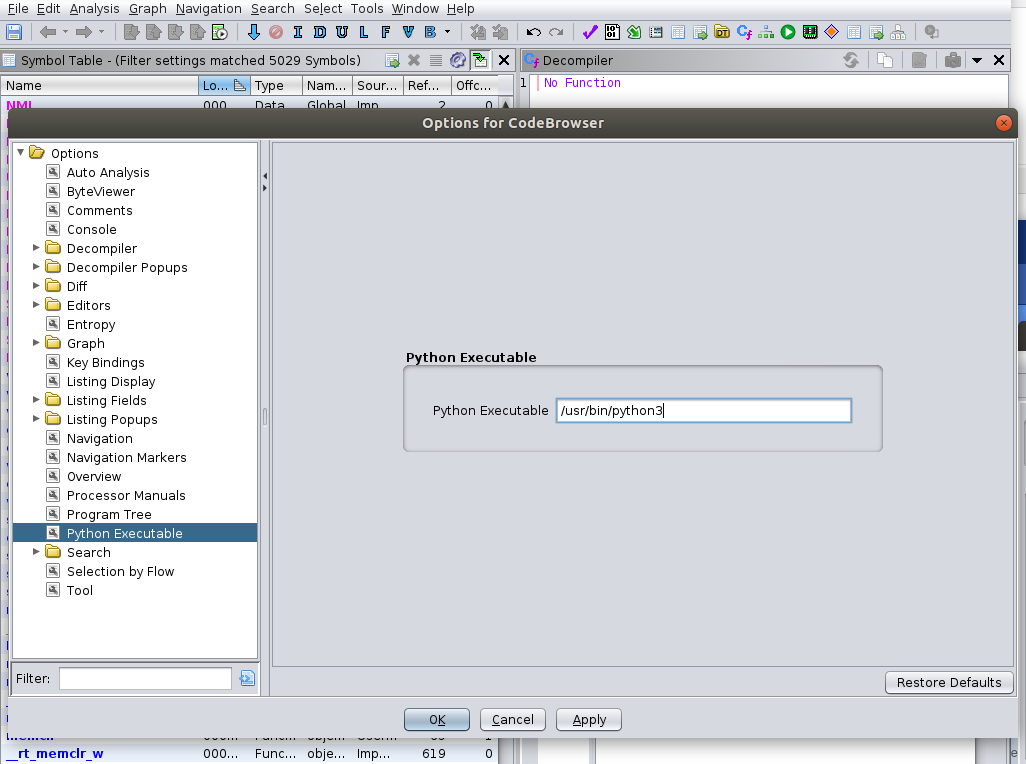 File Edit Analysis Graph Navigation Search Select Tools Window Help
I D U L F V B
Symbol Table - (Filter settings matched 5029 Symbols)
Decompiler
Name Lo... Type Nam... Sour... Ref... Offc...
1 No Function
NMI 000... Data Global Imp... 2 0
Options for CodeBrowser
Options
Auto Analysis
ByteViewer
Comments
Console
Decompiler
Decompiler Popups
Diff
Editors
Entropy
Graph
Key Bindings
Listing Display
Listing Fields
Listing Popups
Navigation
Navigation Markers
Overview
Processor Manuals
Program Tree
Python Executable
Search
Selection by Flow
Tool
Python Executable
Python Executable /usr/bin/python3
Filter:
Restore Defaults
OK Cancel Apply
__rt_memclr_w 000... Func... obje... Imp... 619 0